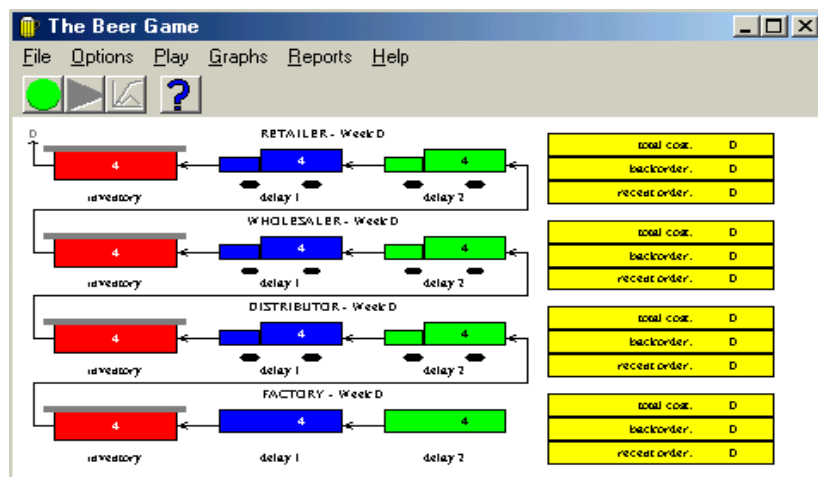 The Beer Game
File Options Play Graphs Reports Help
0
RETAILER - Week 0
4
4
4
inventory
delay 1
delay 2
total cost. 0
backorder. 0
recent order. 0
WHOLESALER - Week 0
4
4
4
inventory
delay 1
delay 2
total cost. 0
backorder. 0
recent order. 0
DISTRIBUTOR - Week 0
4
4
4
inventory
delay 1
delay 2
total cost. 0
backorder. 0
recent order. 0
FACTORY - Week 0
4
4
4
inventory
delay 1
delay 2
total cost. 0
backorder. 0
recent order. 0